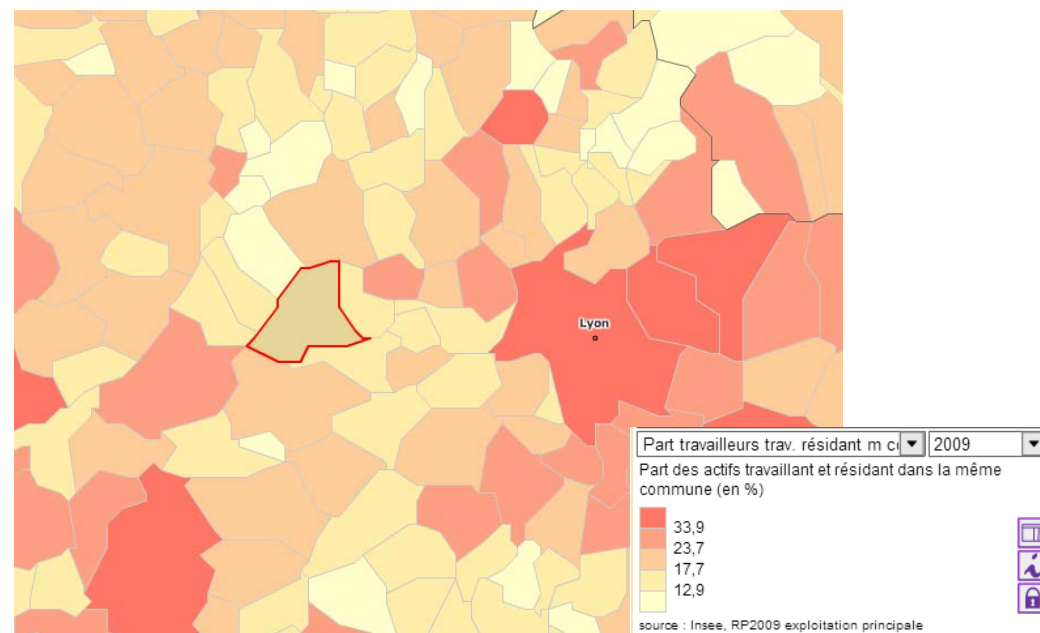 Lyon
Part travailleurs trav. résidant m c 2009
Part des actifs travaillant et résidant dans la même
commune (en %)
33,9
23,7
17,7
12,9
source : Insee, RP2009 exploitation principale